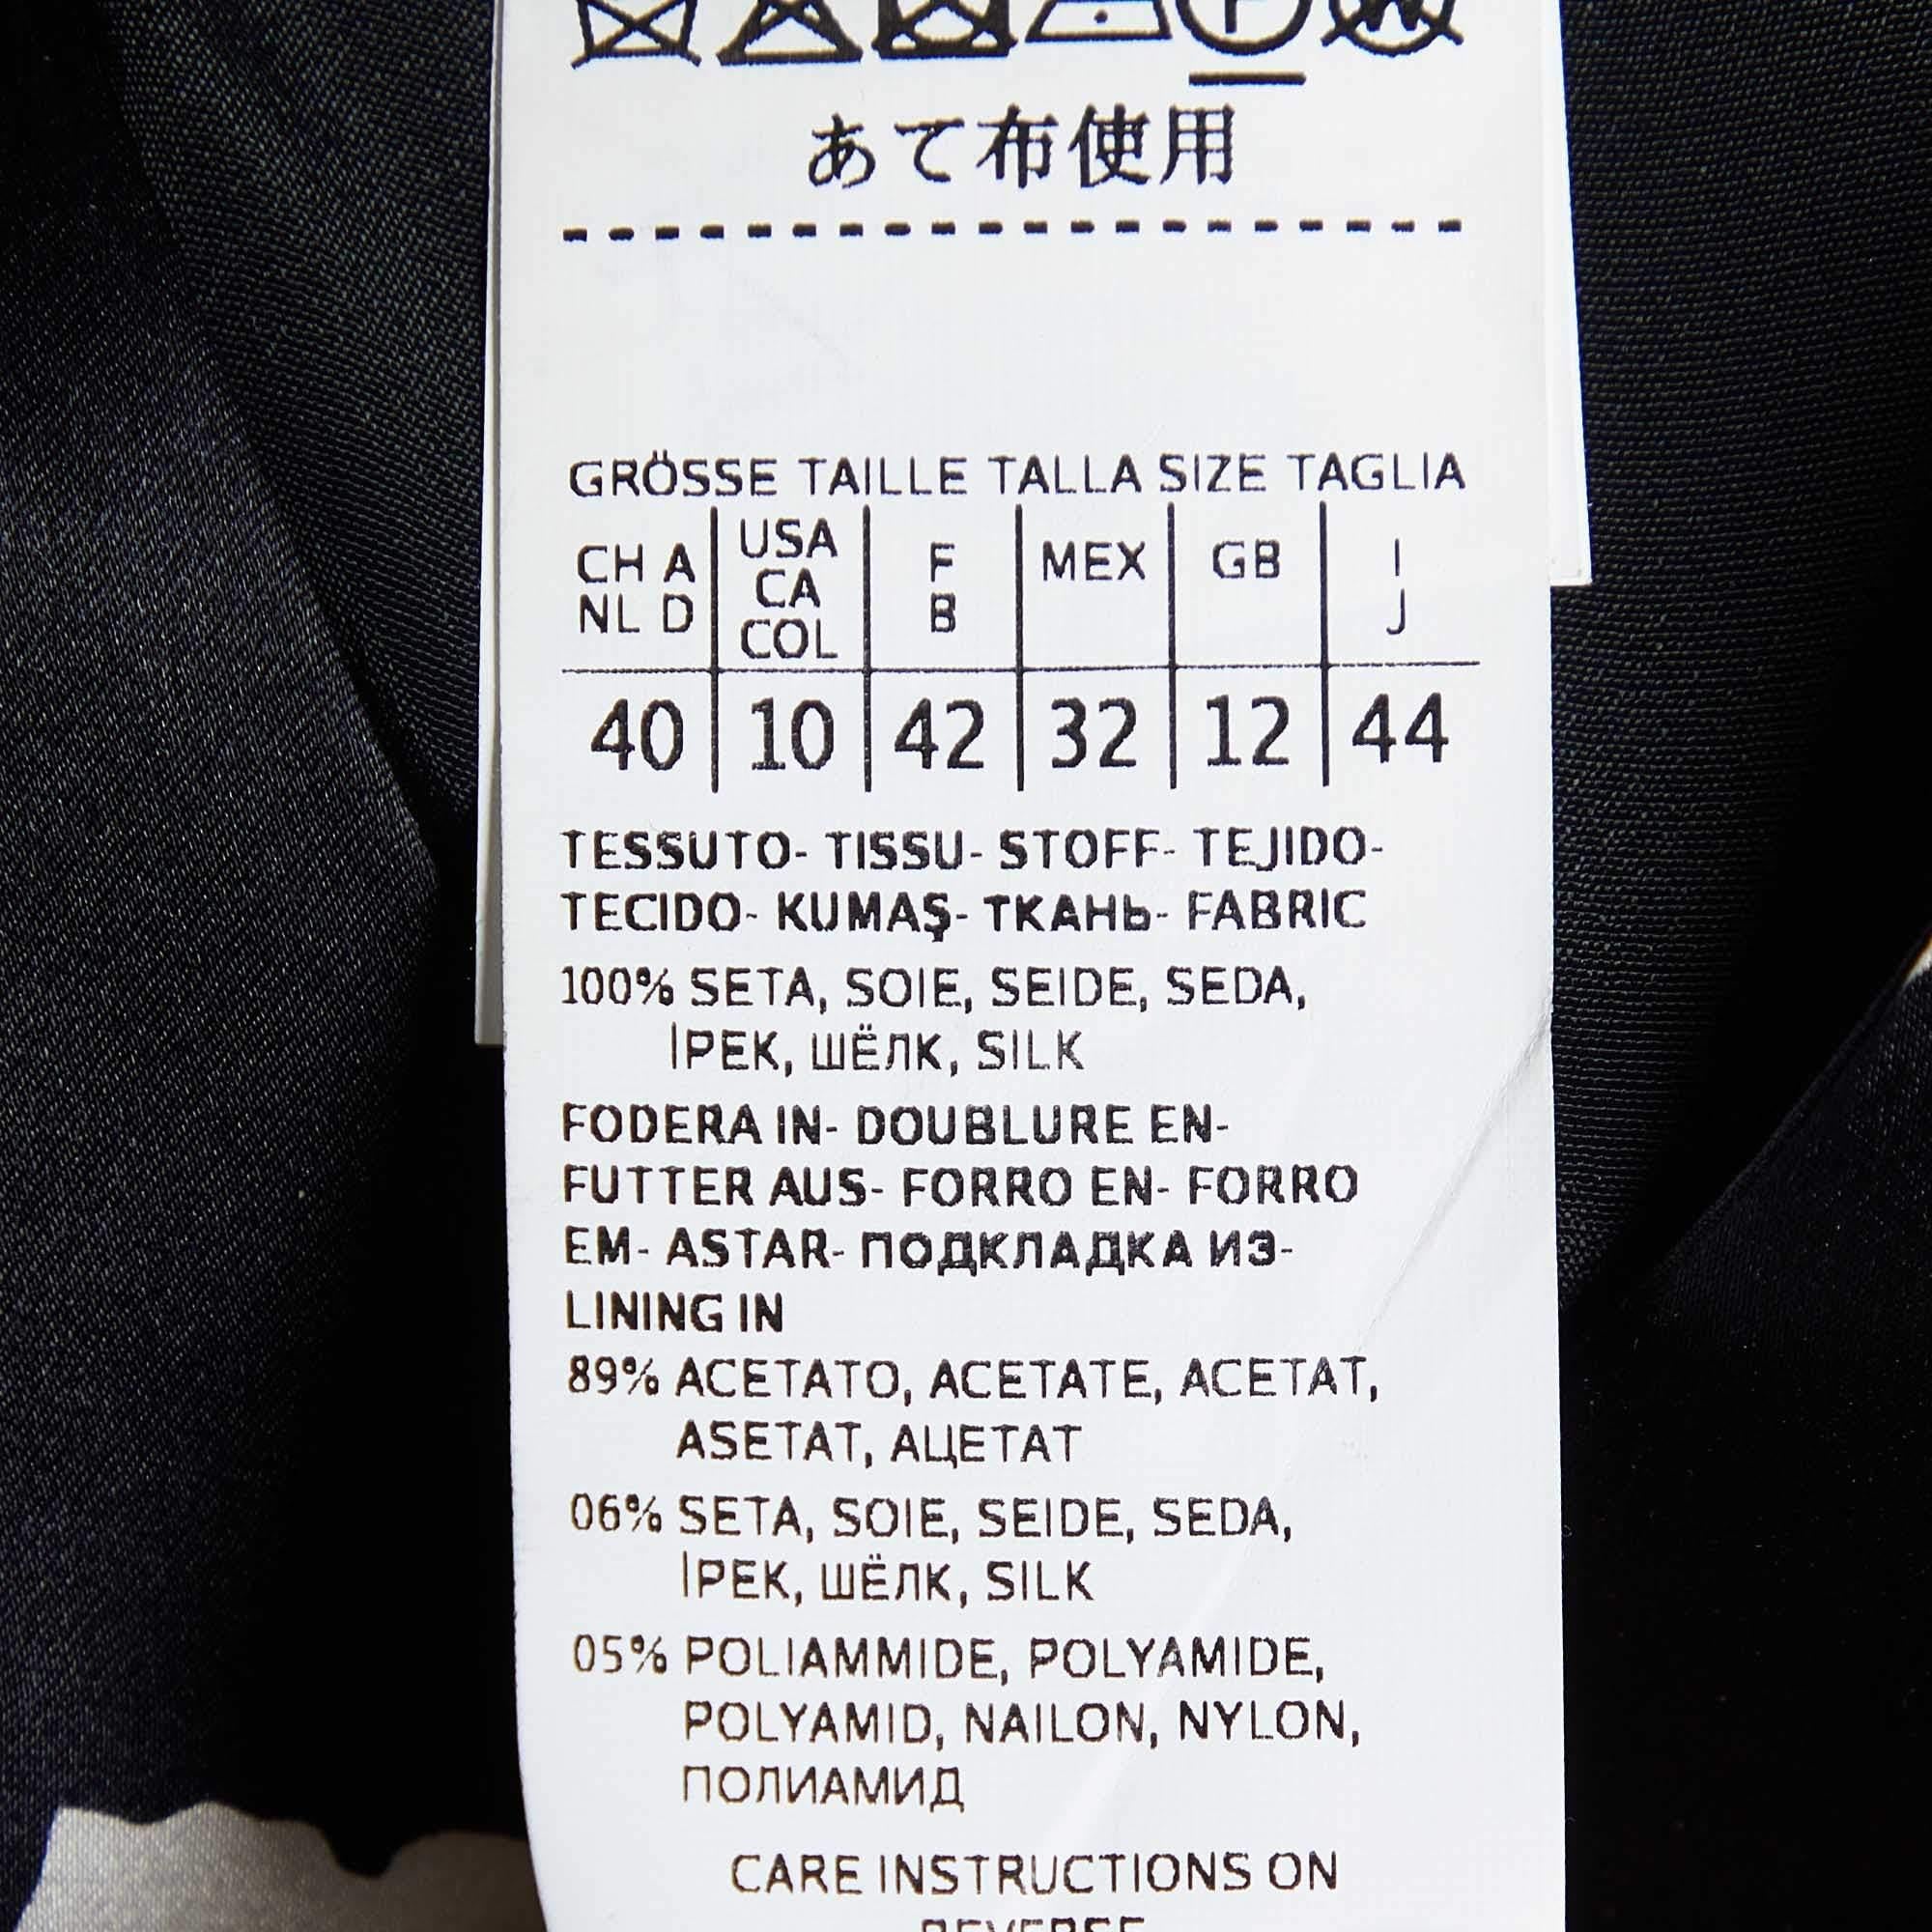 あて布使用
GRÖSSE TAILLE TALLA SIZE TAGLIA
CH A USA F MEX GB I
NL D CA B J
COL
40 10 42 32 12 44
TESSUTO- TISSU- STOFF- TEJIDO-
TECIDO- KUMAŞ- ТКАНЬ- FABRIC
100% SETA, SOIE, SEIDE, SEDA,
İPEK, ШЁЛК, SILK
FODERA IN- DOUBLURE EN-
FUTTER AUS- FORRO EN- FORRO
EM- ASTAR- ПОДКЛАДКА ИЗ-
LINING IN
89% ACETATO, ACETATE, ACETAT,
ASETAT, АЦЕТАТ
06% SETA, SOIE, SEIDE, SEDA,
İPEK, ШЁЛК, SILK
05% POLIAMMIDE, POLYAMIDE,
POLYAMID, NAILON, NYLON,
ПОЛИАМИД
CARE INSTRUCTIONS ON
REVERSE